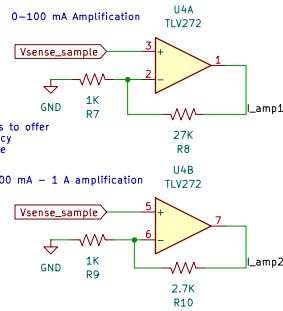 0-100 mA Amplification
U4A
TLV272
Vsense_sample
3
1
2
GND
1K
R7
I_amp1
27K
R8
s to offer
cy
e
00 mA - 1 A amplification
U4B
TLV272
Vsense_sample
5
7
6
GND
1K
R9
I_amp2
2.7K
R10